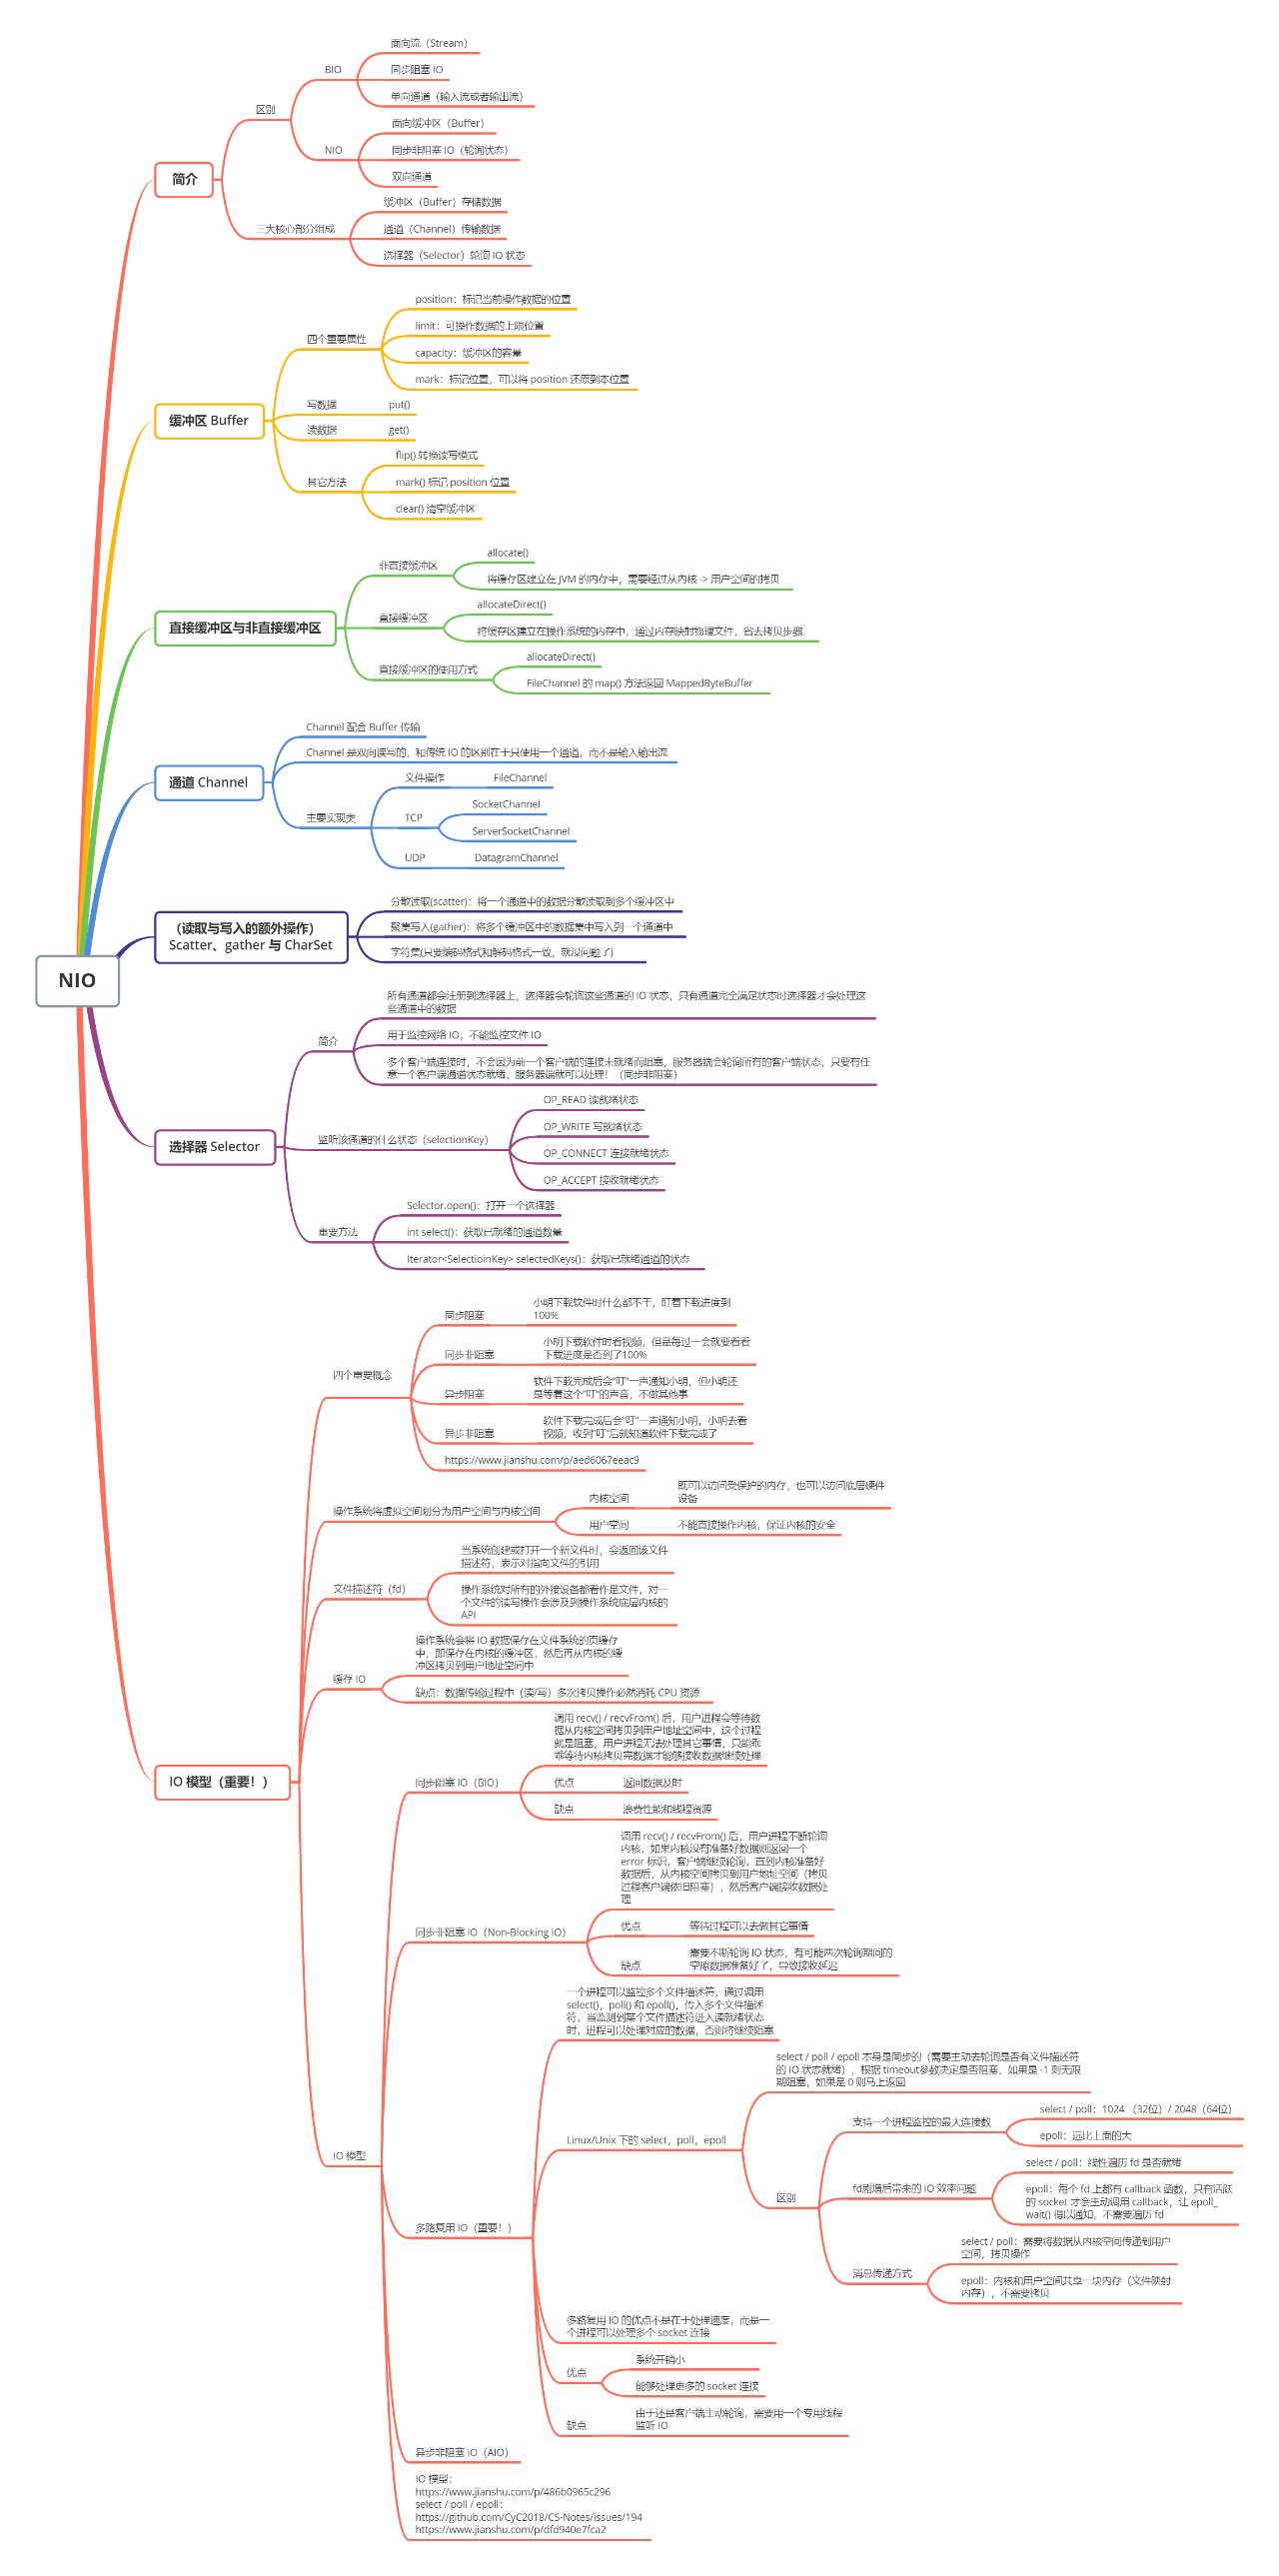 NIO
简介
区别
BIO
面向流（Stream）
同步阻塞 IO
单向通道（输入流或者输出流）
NIO
面向缓冲区（Buffer）
同步非阻塞 IO（轮询状态）
双向通道
三大核心部分组成
缓冲区（Buffer）存储数据
通道（Channel）传输数据
选择器（Selector）轮询 IO 状态
缓冲区 Buffer
四个重要属性
position：标记当前操作数据的位置
limit：可操作数据的上限位置
capacity：缓冲区的容量
mark：标记位置，可以将 position 还原到本位置
写数据
put()
读数据
get()
其它方法
flip() 转换读写模式
mark() 标记 position 位置
clear() 清空缓冲区
直接缓冲区与非直接缓冲区
非直接缓冲区
allocate()
将缓存区建立在 JVM 的内存中，需要经过从内核 -> 用户空间的拷贝
直接缓冲区
allocateDirect()
将缓存区建立在操作系统的内存中，通过内存映射物理文件，省去拷贝步骤
直接缓冲区的使用方式
allocateDirect()
FileChannel 的 map() 方法返回 MappedByteBuffer
通道 Channel
Channel 配合 Buffer 传输
Channel 是双向读写的，和传统 IO 的区别在于只使用一个通道，而不是输入输出流
主要实现类
文件操作
FileChannel
TCP
SocketChannel
ServerSocketChannel
UDP
DatagramChannel
（读取与写入的额外操作）
Scatter、gather 与 CharSet
分散读取(scatter)：将一个通道中的数据分散读取到多个缓冲区中
聚集写入(gather)：将多个缓冲区中的数据集中写入到一个通道中
字符集(只要编码格式和解码格式一致，就没问题了)
选择器 Selector
简介
所有通道都会注册到选择器上，选择器会轮询这些通道的 IO 状态，只有通道完全满足状态时选择器才会处理这
些通道中的数据
用于监控网络 IO，不能监控文件 IO
多个客户端连接时，不会因为前一个客户端的连接未就绪而阻塞，服务器端会轮询所有的客户端状态，只要有任
意一个客户端通道状态就绪，服务器端就可以处理！（同步非阻塞）
监听该通道的什么状态（selectionKey）
OP_READ 读就绪状态
OP_WRITE 写就绪状态
OP_CONNECT 连接就绪状态
OP_ACCEPT 接收就绪状态
重要方法
Selector.open()：打开一个选择器
int select()：获取已就绪的通道数量
Iterator<SelectioinKey> selectedKeys()：获取已就绪通道的状态
IO 模型（重要！）
四个重要概念
同步阻塞
小明下载软件时什么都不干，盯着下载进度到
100%
同步非阻塞
小明下载软件时看视频，但是每过一会就要看看
下载进度是否到了100%
异步阻塞
软件下载完成后会"叮"一声通知小明，但小明还
是等着这个"叮"的声音，不做其他事
异步非阻塞
软件下载完成后会"叮"一声通知小明，小明去看
视频，收到"叮"后就知道软件下载完成了
https://www.jianshu.com/p/aed6067eeac9
操作系统将虚拟空间划分为用户空间与内核空间
内核空间
既可以访问受保护的内存，也可以访问底层硬件
设备
用户空间
不能直接操作内核，保证内核的安全
文件描述符（fd）
当系统创建或打开一个新文件时，会返回该文件
描述符，表示对指向文件的引用
操作系统对所有的外接设备都看作是文件，对一
个文件的读写操作会涉及到操作系统底层内核的
API
缓存 IO
操作系统会将 IO 数据保存在文件系统的页缓存
中，即保存在内核的缓冲区，然后再从内核的缓
冲区拷贝到用户地址空间中
缺点：数据传输过程中（读/写）多次拷贝操作必然消耗 CPU 资源
IO 模型
同步阻塞 IO（BIO）
调用 recv() / recvFrom() 后，用户进程会等待数
据从内核空间拷贝到用户地址空间中，这个过程
就是阻塞，用户进程无法处理其它事情，只能乖
乖等待内核拷贝完数据才能够接收数据继续处理
优点
返回数据及时
缺点
浪费性能和线程资源
同步非阻塞 IO（Non-Blocking IO）
调用 recv() / recvFrom() 后，用户进程不断轮询
内核，如果内核没有准备好数据则返回一个
error 标识，客户端继续轮询，直到内核准备好
数据后，从内核空间拷贝到用户地址空间（拷贝
过程客户端依旧阻塞），然后客户端接收数据处
理
优点
等待过程可以去做其它事情
缺点
需要不断轮询 IO 状态，有可能两次轮询期间的
空隙数据准备好了，导致接收延迟
多路复用 IO（重要！）
一个进程可以监控多个文件描述符，通过调用
select()，poll() 和 epoll()，传入多个文件描述
符，当监测到某个文件描述符进入读就绪状态
时，进程可以处理对应的数据，否则将继续阻塞
Linux/Unix 下的 select，poll，epoll
select / poll / epoll 本身是同步的（需要主动去轮询是否有文件描述符
的 IO 状态就绪），根据 timeout参数决定是否阻塞，如果是 -1 则无限
期阻塞，如果是 0 则马上返回
区别
支持一个进程监控的最大连接数
select / poll：1024 （32位）/ 2048（64位）
epoll：远比上面的大
fd剧增后带来的 IO 效率问题
select / poll：线性遍历 fd 是否就绪
epoll：每个 fd 上都有 callback 函数，只有活跃
的 socket 才会主动调用 callback，让 epoll_
wait() 得以通知，不需要遍历 fd
消息传递方式
select / poll：需要将数据从内核空间传递到用户
空间，拷贝操作
epoll：内核和用户空间共享一块内存（文件映射
内存），不需要拷贝
多路复用 IO 的优点不是在于处理速度，而是一
个进程可以处理多个 socket 连接
优点
系统开销小
能够处理更多的 socket 连接
缺点
由于还是客户端主动轮询，需要用一个专用线程
监听 IO
异步非阻塞 IO（AIO）
IO 模型：
https://www.jianshu.com/p/486b0965c296
select / poll / epoll：
https://github.com/CyC2018/CS-Notes/issues/194
https://www.jianshu.com/p/dfd940e7fca2